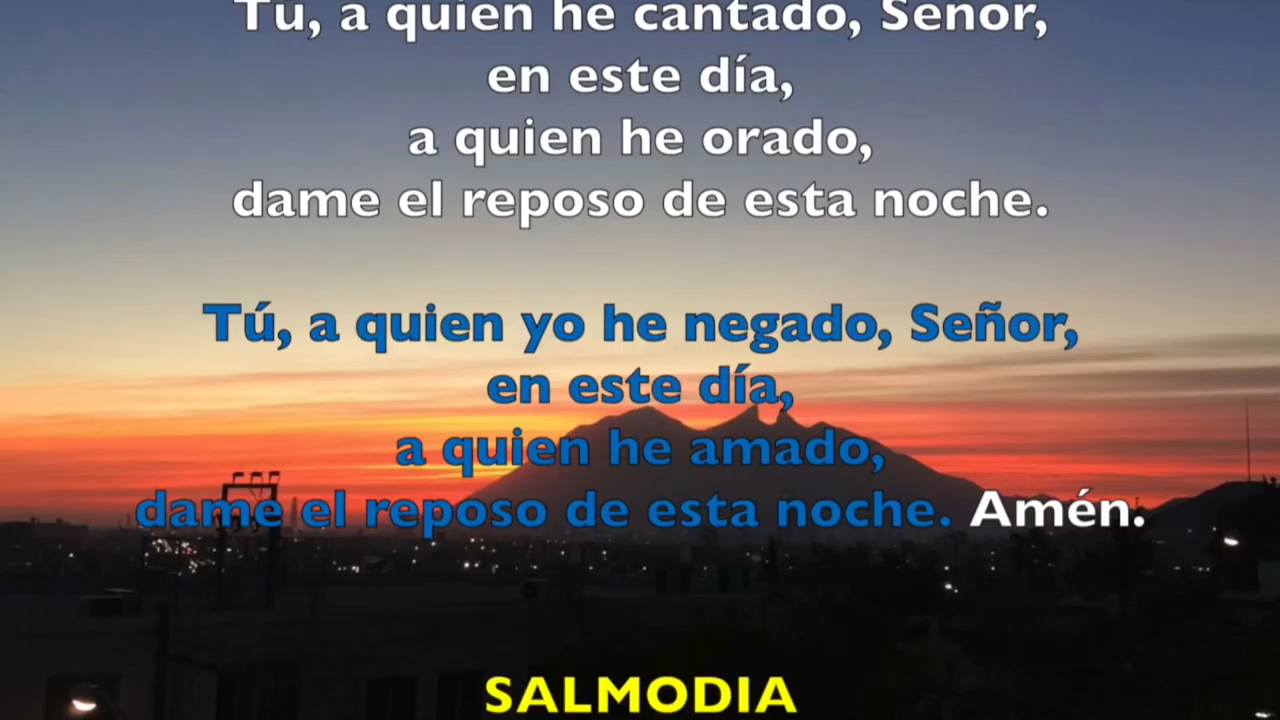 Tú, a quien he cantado, Señor,
en este día,
a quien he orado,
dame el reposo de esta noche.
Tú, a quien yo he negado, Señor,
en este día,
a quien he amado,
dame el reposo de esta noche. Amén.
SALMODIA